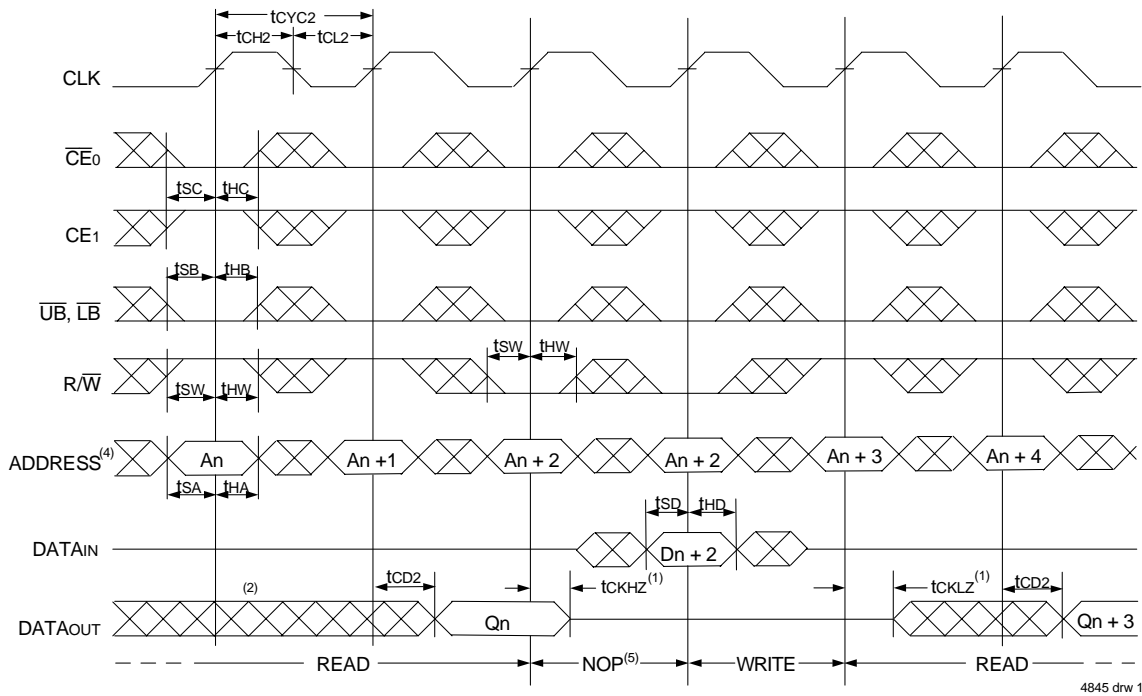 tCYC2
tCH2 tCL2
CLK
CE0
tSC tHC
CE1
tSB tHB
UB, LB
tSW tHW
R/W
tSW tHW
ADDRESS(4) An An +1 An + 2 An + 2 An + 3 An + 4
tSA tHA
tSD tHD
DATAIN Dn + 2
tCD2 tCKHZ(1) tCKLZ(1) tCD2
(2)
DATAOUT Qn Qn + 3
READ NOP(5) WRITE READ
4845 drw 1